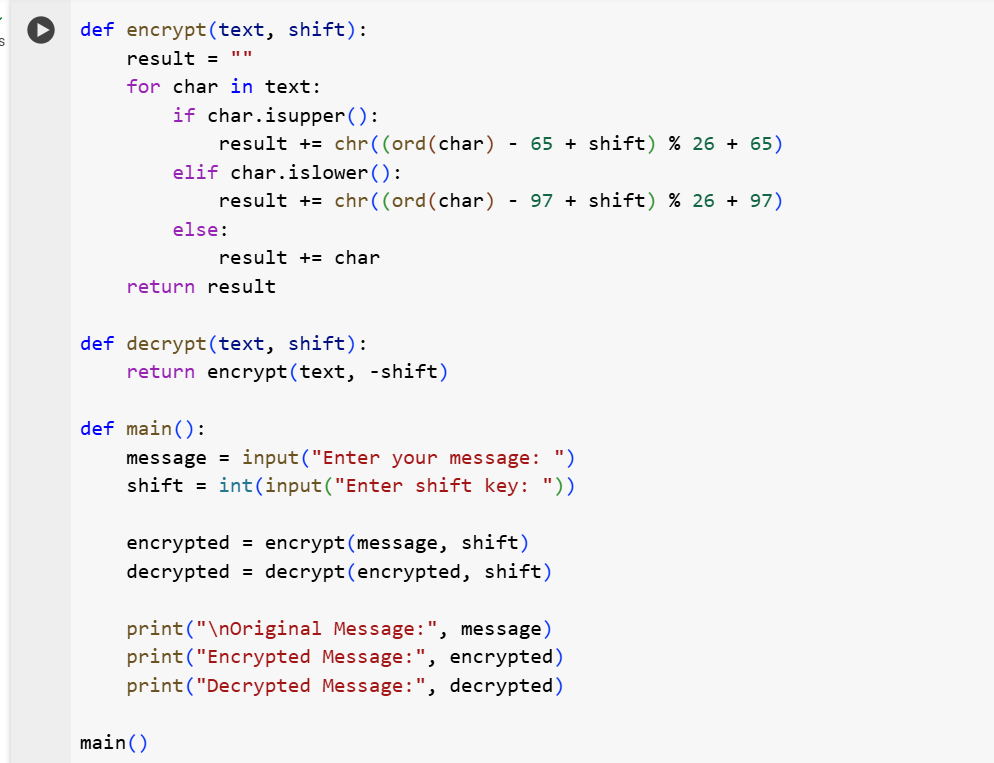 def encrypt(text, shift):
    result = ""
    for char in text:
        if char.isupper():
            result += chr((ord(char) - 65 + shift) % 26 + 65)
        elif char.islower():
            result += chr((ord(char) - 97 + shift) % 26 + 97)
        else:
            result += char
    return result

def decrypt(text, shift):
    return encrypt(text, -shift)

def main():
    message = input("Enter your message: ")
    shift = int(input("Enter shift key: "))

    encrypted = encrypt(message, shift)
    decrypted = decrypt(encrypted, shift)

    print("\nOriginal Message:", message)
    print("Encrypted Message:", encrypted)
    print("Decrypted Message:", decrypted)

main()